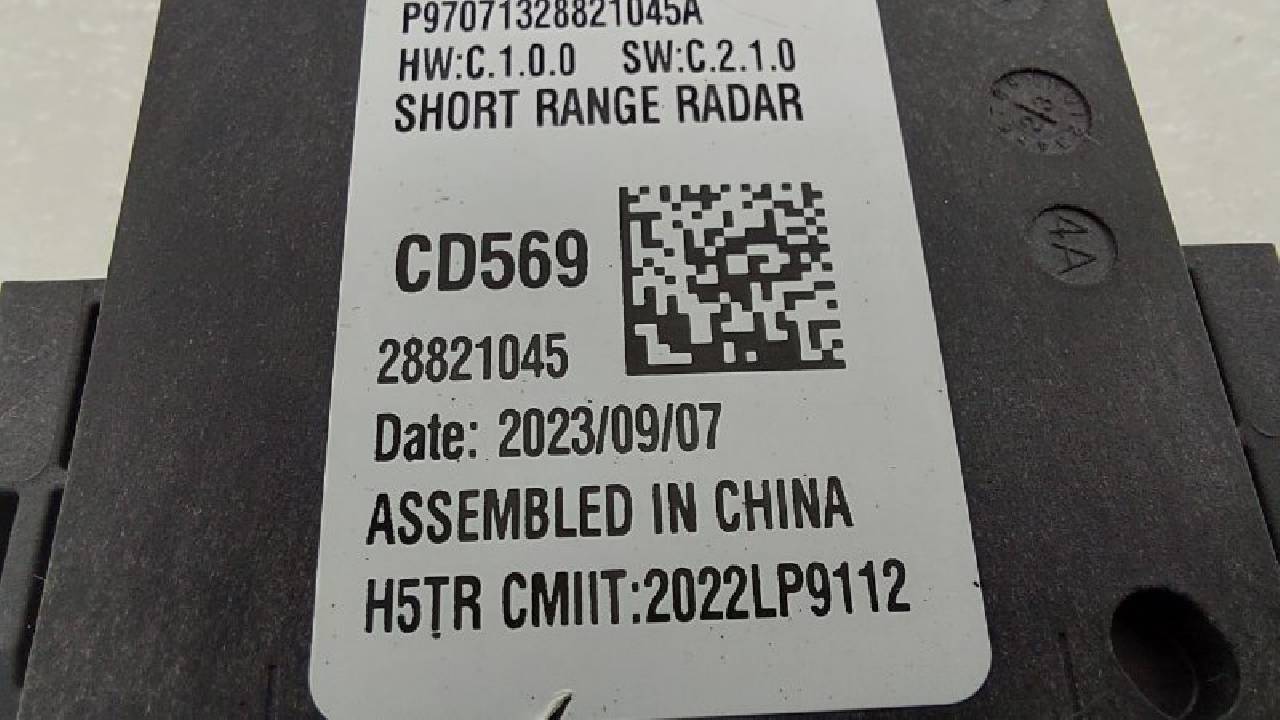 P97071328821045A
HW:C.1.0.0 SW:C.2.1.0
SHORT RANGE RADAR
CD569
28821045
Date: 2023/09/07
ASSEMBLED IN CHINA
H5TR CMIIT:2022LP9112
4A